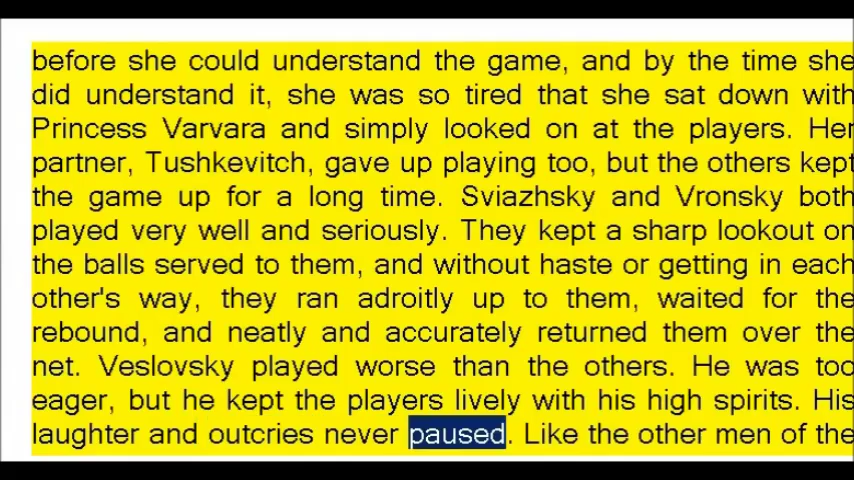 before she could understand the game, and by the time she
did understand it, she was so tired that she sat down with
Princess Varvara and simply looked on at the players. Her
partner, Tushkevitch, gave up playing too, but the others kept
the game up for a long time. Sviazhsky and Vronsky both
played very well and seriously. They kept a sharp lookout on
the balls served to them, and without haste or getting in each
other's way, they ran adroitly up to them, waited for the
rebound, and neatly and accurately returned them over the
net. Veslovsky played worse than the others. He was too
eager, but he kept the players lively with his high spirits. His
laughter and outcries never paused. Like the other men of the